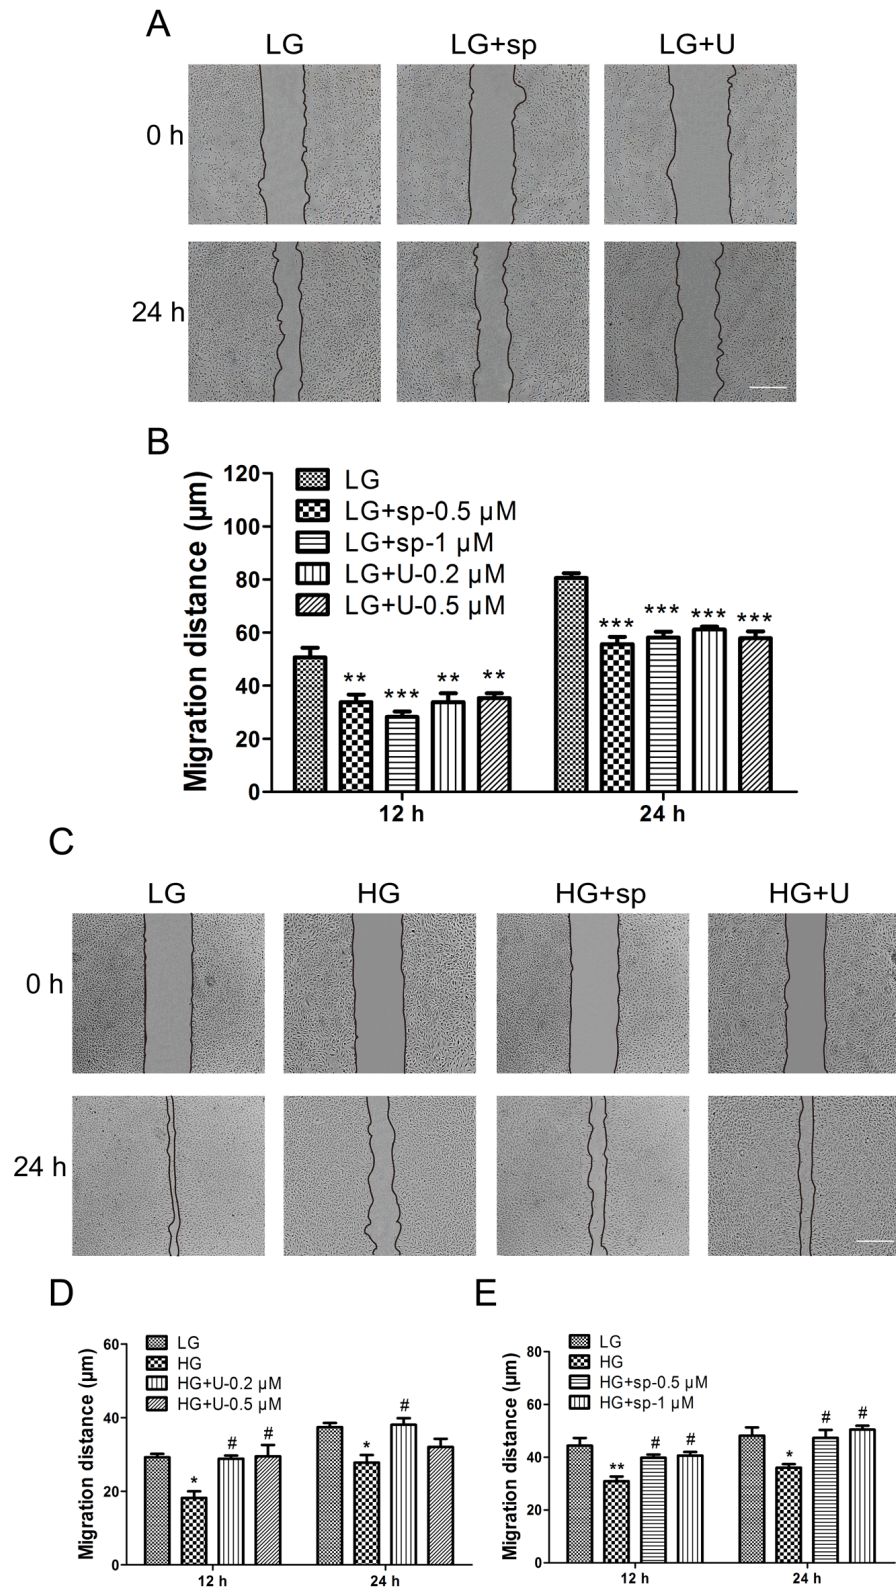 A
LG LG+sp LG+U
0 h
24 h
B
Migration distance (µm)
120
100
80
60
40
20
0
LG
LG+sp-0.5 µM
LG+sp-1 µM
LG+U-0.2 µM
LG+U-0.5 µM
** *** ** **
*** *** *** ***
12 h 24 h
C
LG HG HG+sp HG+U
0 h
24 h
D
Migration distance (µm)
60
40
20
0
LG
HG
HG+U-0.2 µM
HG+U-0.5 µM
* # # * #
12 h 24 h
E
Migration distance (µm)
80
60
40
20
0
LG
HG
HG+sp-0.5 µM
HG+sp-1 µM
** # # * # #
12 h 24 h